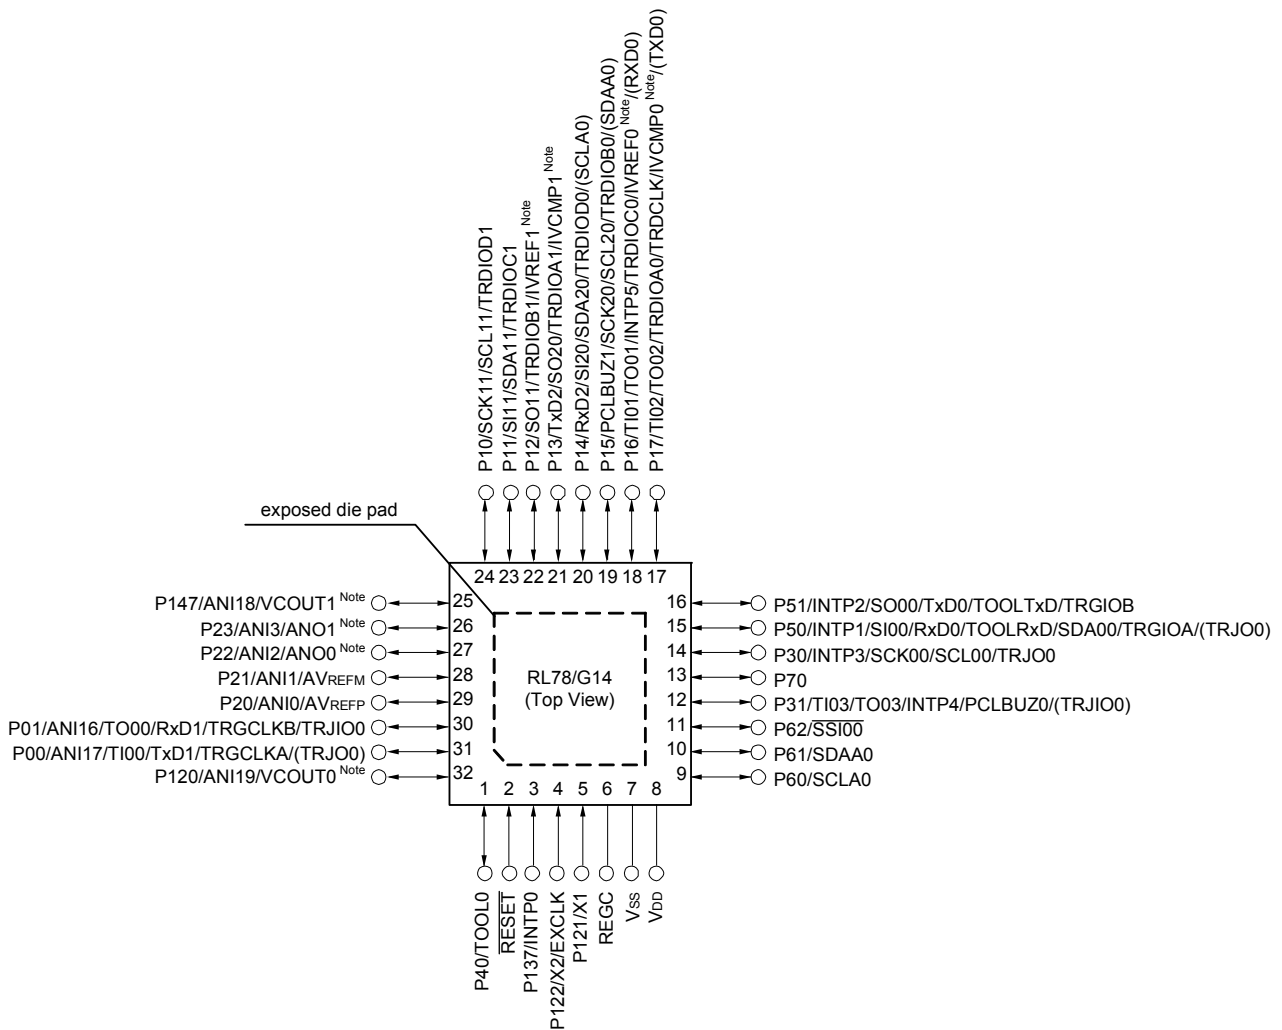 P10/SCK11/SCL11/TRDIOD1
P11/SI11/SDA11/TRDIOC1
P12/SO11/TRDIOB1/IVREF1 Note
P13/TxD2/SO20/TRDIOA1/IVCMP1 Note
P14/RxD2/SI20/SDA20/TRDIOD0/(SCLA0)
P15/PCLBUZ1/SCK20/SCL20/TRDIOB0/(SDAA0)
P16/TI01/TO01/INTP5/TRDIOC0/IVREF0 Note/(RXD0)
P17/TI02/TO02/TRDIOA0/TRDCLK/IVCMP0 Note/(TXD0)
exposed die pad
24 23 22 21 20 19 18 17
P147/ANI18/VCOUT1 Note 25
P23/ANI3/ANO1 Note 26
P22/ANI2/ANO0 Note 27
P21/ANI1/AVREFM 28
P20/ANI0/AVREFP 29
P01/ANI16/TO00/RxD1/TRGCLKB/TRJIO0 30
P00/ANI17/TI00/TxD1/TRGCLKA/(TRJO0) 31
P120/ANI19/VCOUT0 Note 32
RL78/G14
(Top View)
16 P51/INTP2/SO00/TxD0/TOOLTxD/TRGIOB
15 P50/INTP1/SI00/RxD0/TOOLRxD/SDA00/TRGIOA/(TRJO0)
14 P30/INTP3/SCK00/SCL00/TRJO0
13 P70
12 P31/TI03/TO03/INTP4/PCLBUZ0/(TRJIO0)
11 P62/SSI00
10 P61/SDAA0
9 P60/SCLA0
1 2 3 4 5 6 7 8
P40/TOOL0
RESET
P137/INTP0
P122/X2/EXCLK
P121/X1
REGC
VSS
VDD